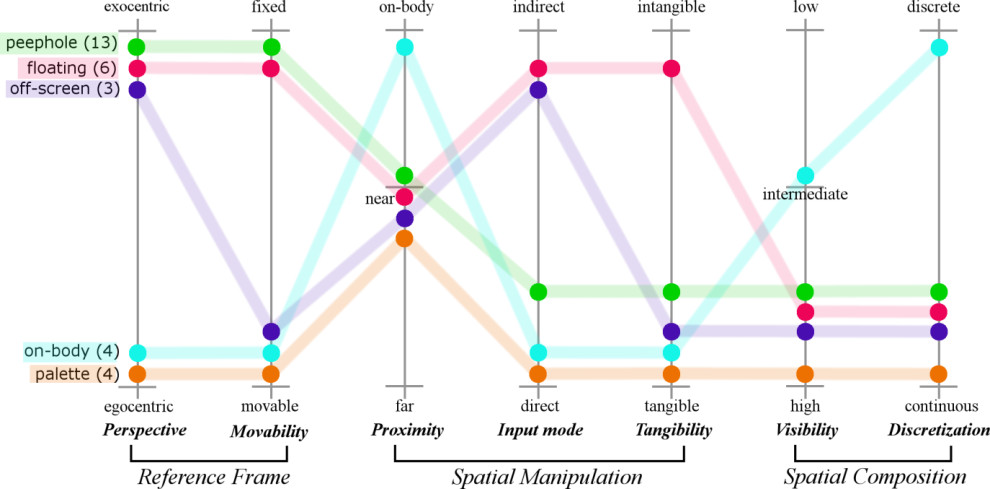 exocentric fixed on-body indirect intangible low discrete
peephole (13)
floating (6)
off-screen (3)
near intermediate
on-body (4)
palette (4)
egocentric movable far direct tangible high continuous
Perspective Movability Proximity Input mode Tangibility Visibility Discretization
Reference Frame Spatial Manipulation Spatial Composition